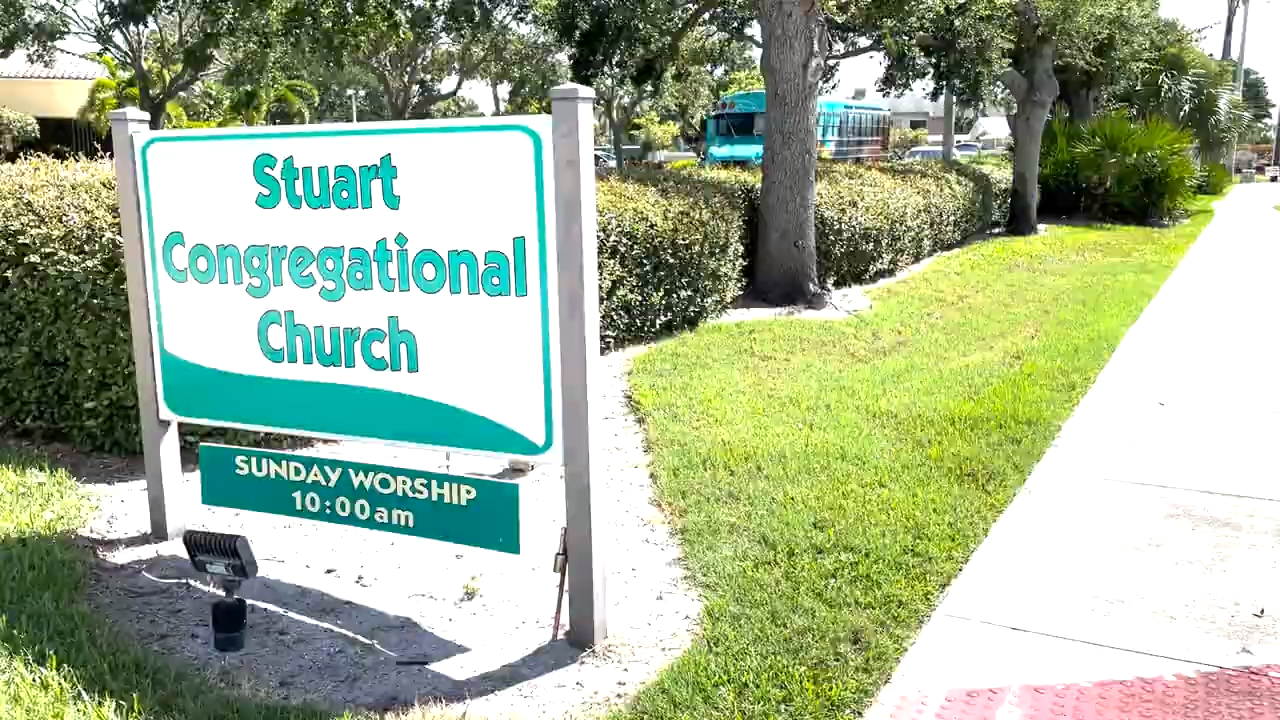 Stuart
Congregational
Church
SUNDAY WORSHIP
10:00am